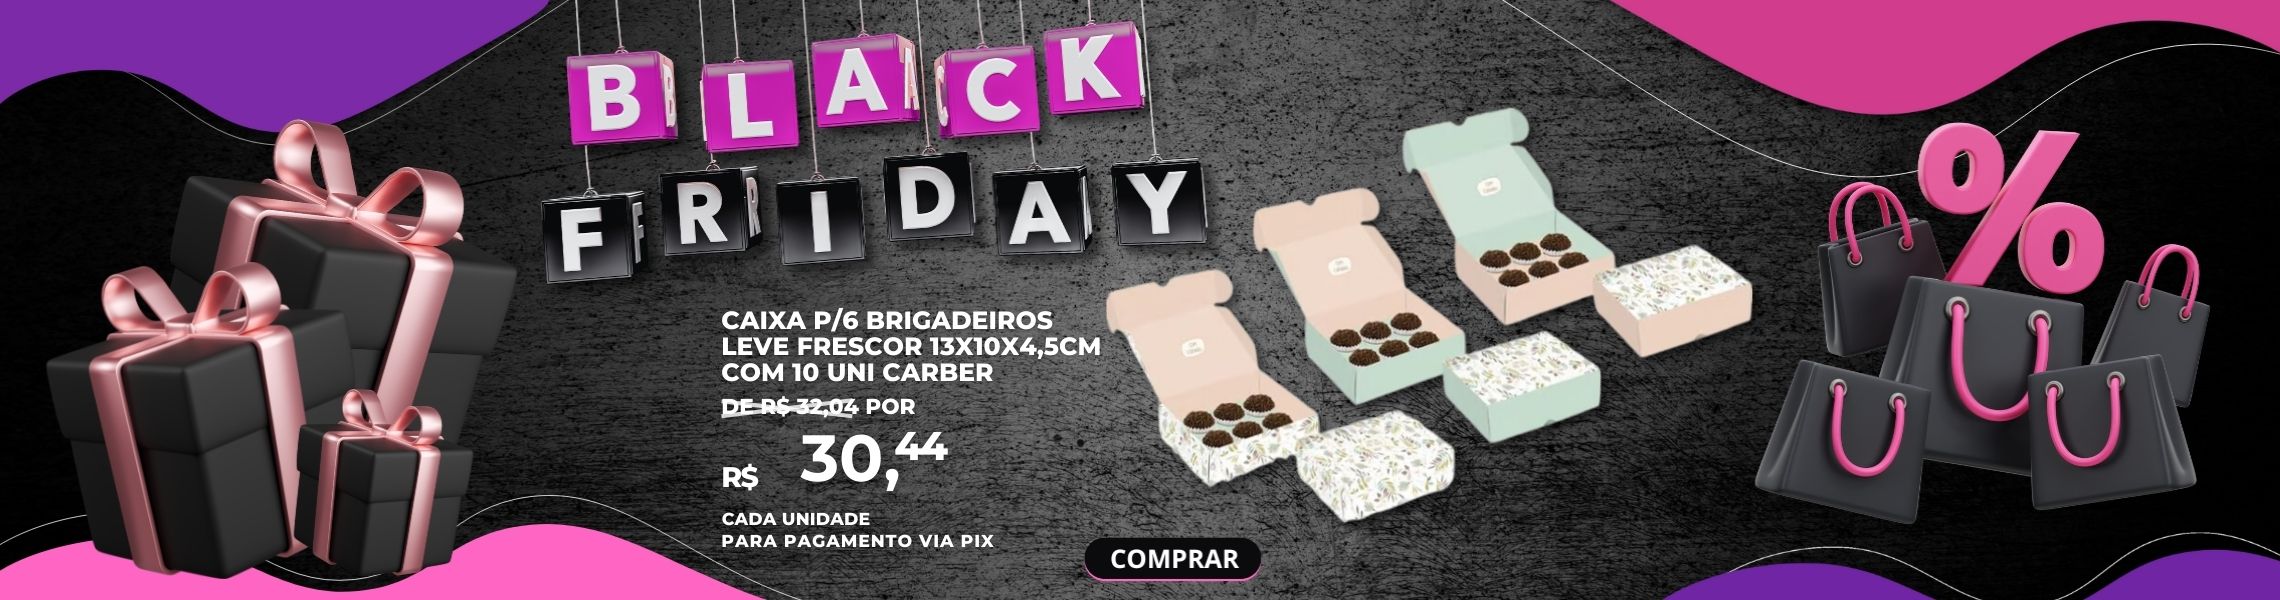 BLACK
FRIDAY
CAIXA P/6 BRIGADEIROS
LEVE FRESCOR 13X10X4,5CM
COM 10 UNI CARBER
DE R$ 32,04 POR
R$ 30,44
CADA UNIDADE
PARA PAGAMENTO VIA PIX
COMPRAR
%